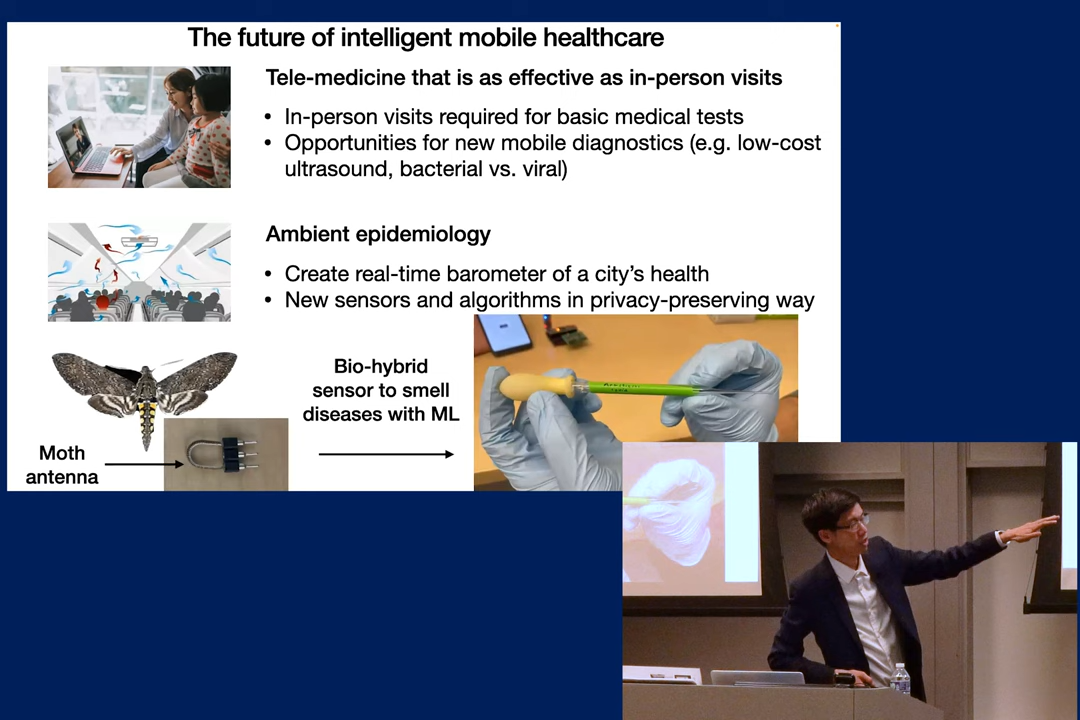 The future of intelligent mobile healthcare
Tele-medicine that is as effective as in-person visits
• In-person visits required for basic medical tests
• Opportunities for new mobile diagnostics (e.g. low-cost
ultrasound, bacterial vs. viral)
Ambient epidemiology
• Create real-time barometer of a city's health
• New sensors and algorithms in privacy-preserving way
Bio-hybrid
sensor to smell
diseases with ML
Moth
antenna